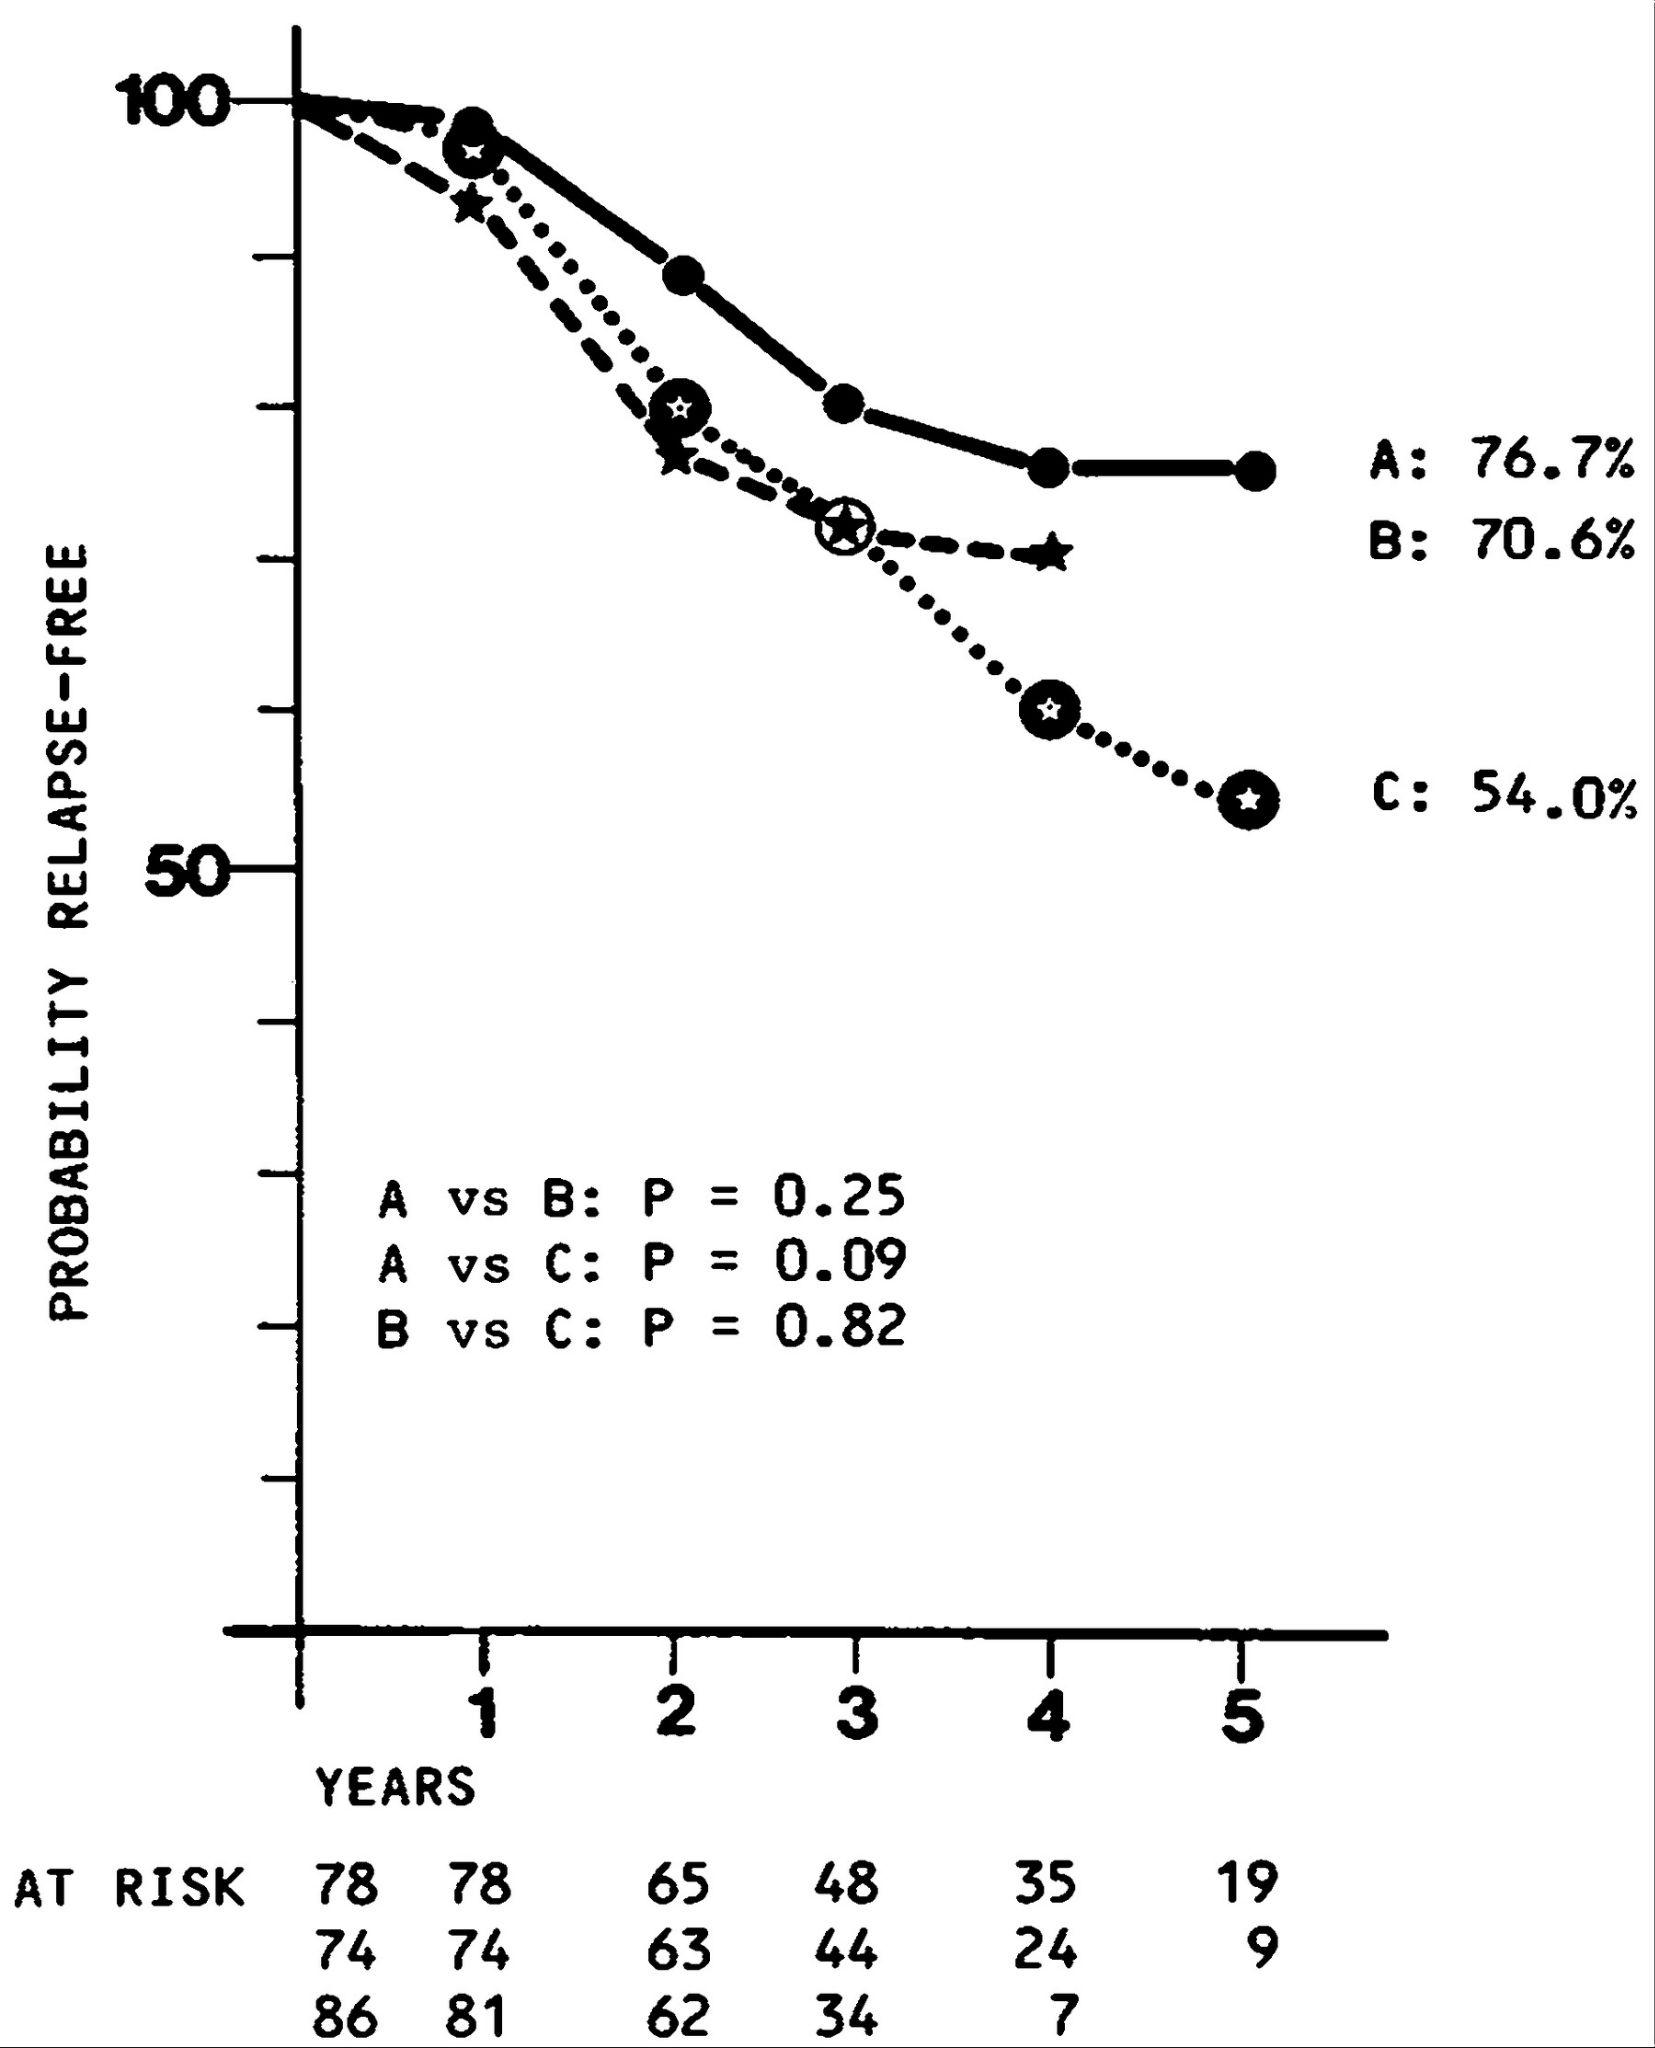 100
A: 76.7%
B: 70.6%
C: 54.0%
50
PROBABILITY RELAPSE-FREE
A vs B: P = 0.25
A vs C: P = 0.09
B vs C: P = 0.82
1 2 3 4 5
YEARS
AT RISK 78 78 65 48 35 19
74 74 63 44 24 9
86 81 62 34 7